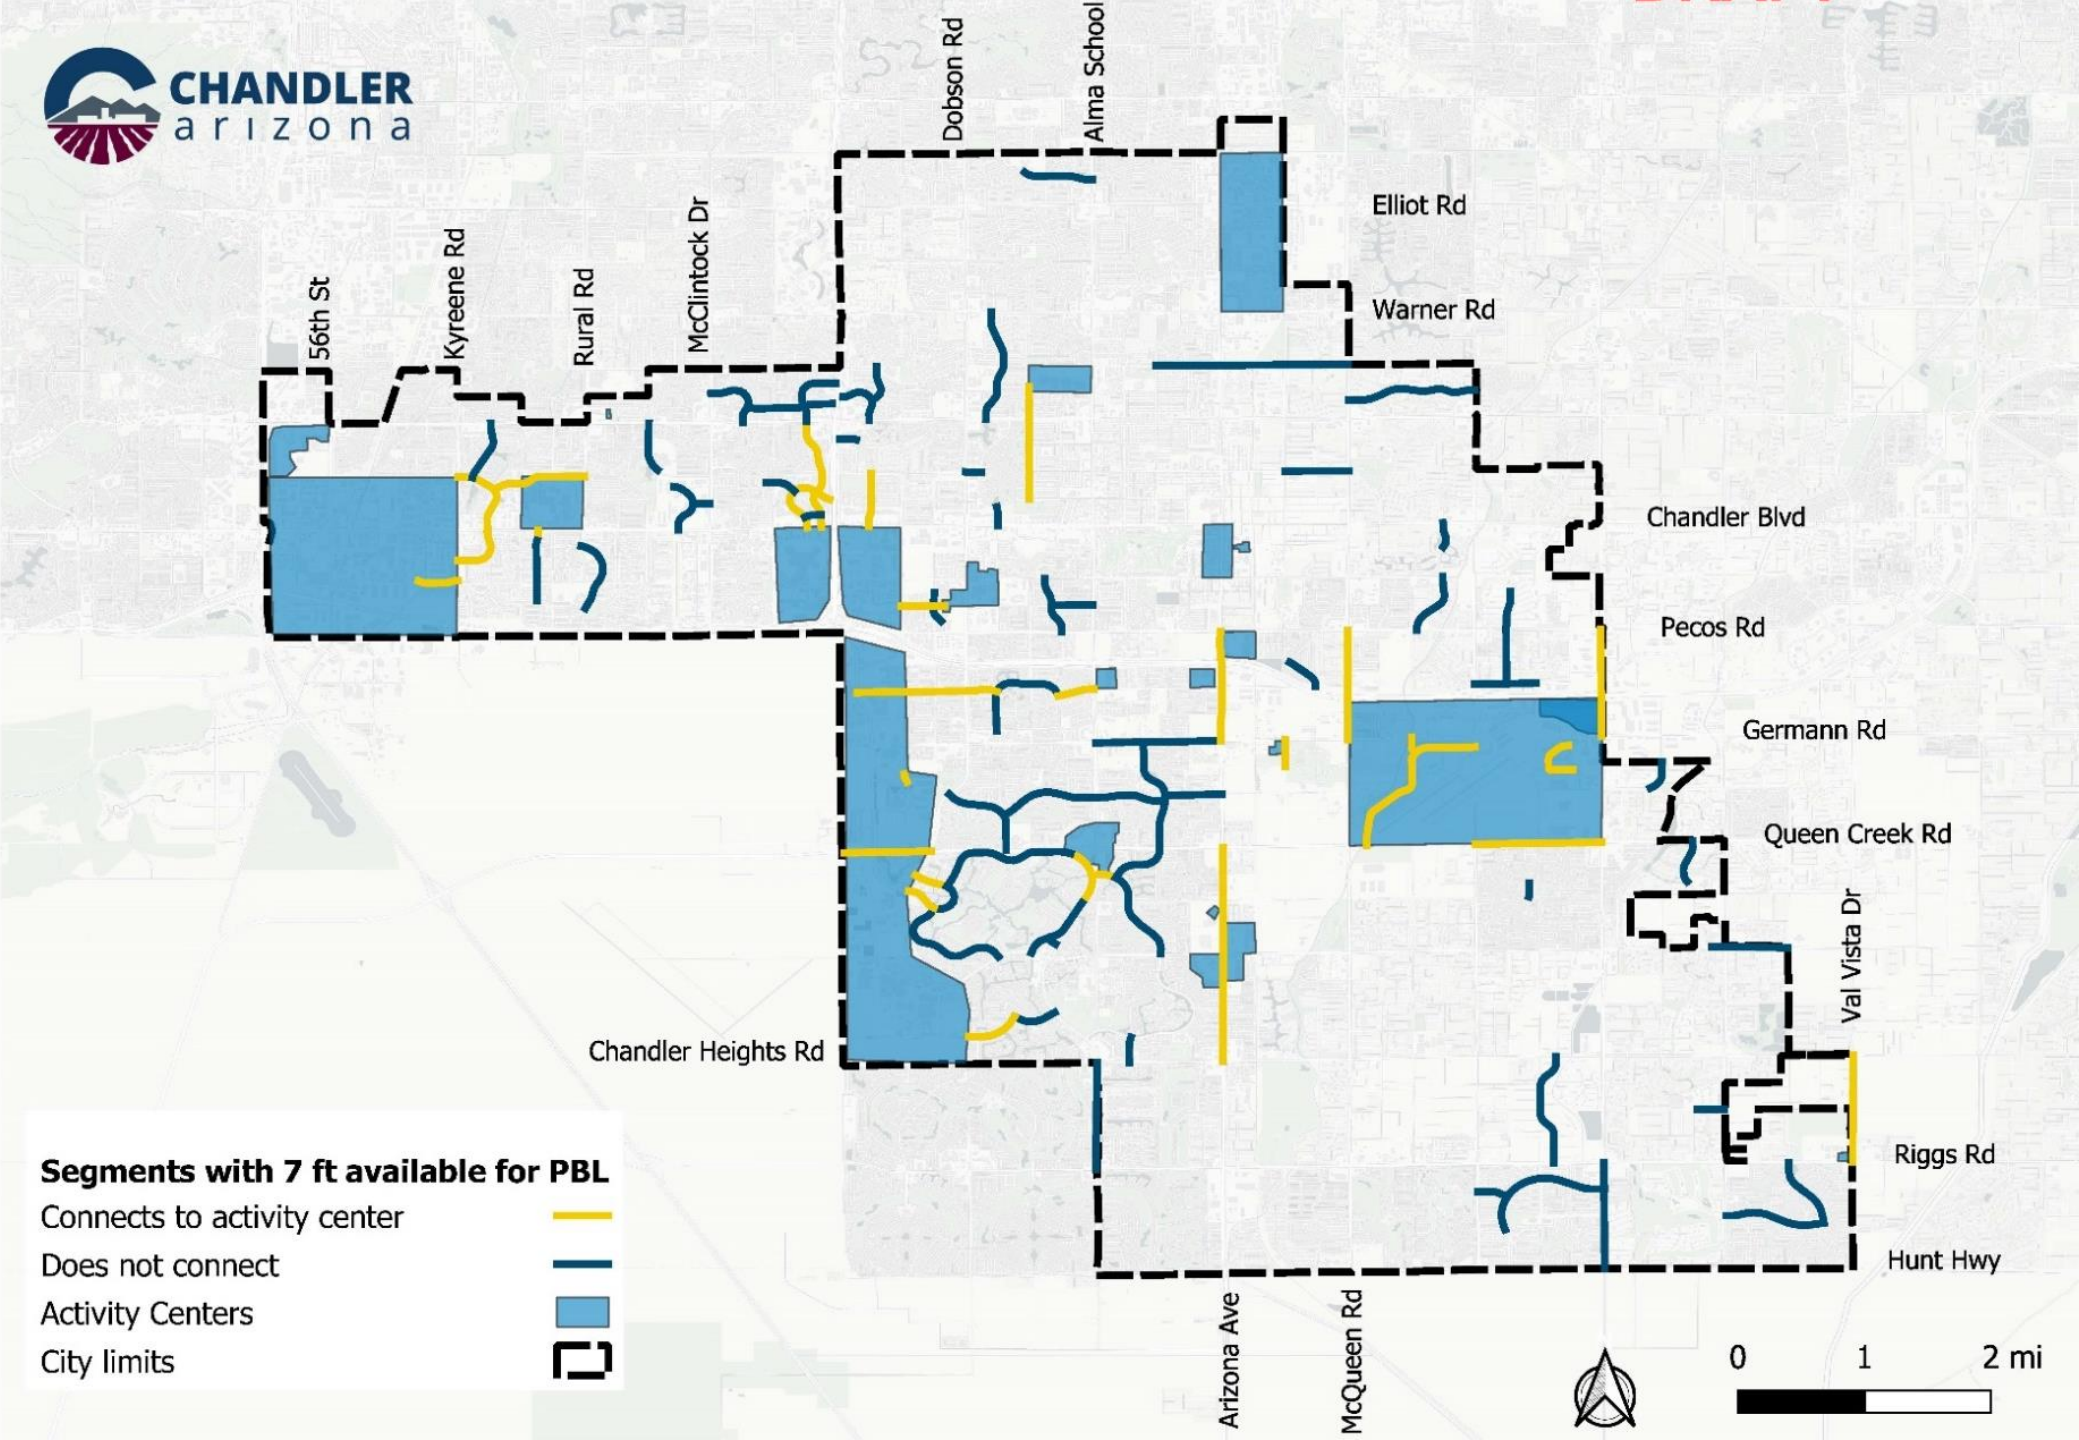 CHANDLER
arizona
Dobson Rd
Alma School
Elliot Rd
Warner Rd
McClintock Dr
Kyreene Rd
Rural Rd
56th St
Chandler Blvd
Pecos Rd
Germann Rd
Queen Creek Rd
Val Vista Dr
Chandler Heights Rd
Riggs Rd
Hunt Hwy
Arizona Ave
McQueen Rd
Segments with 7 ft available for PBL
Connects to activity center
Does not connect
Activity Centers
City limits
0 1 2 mi